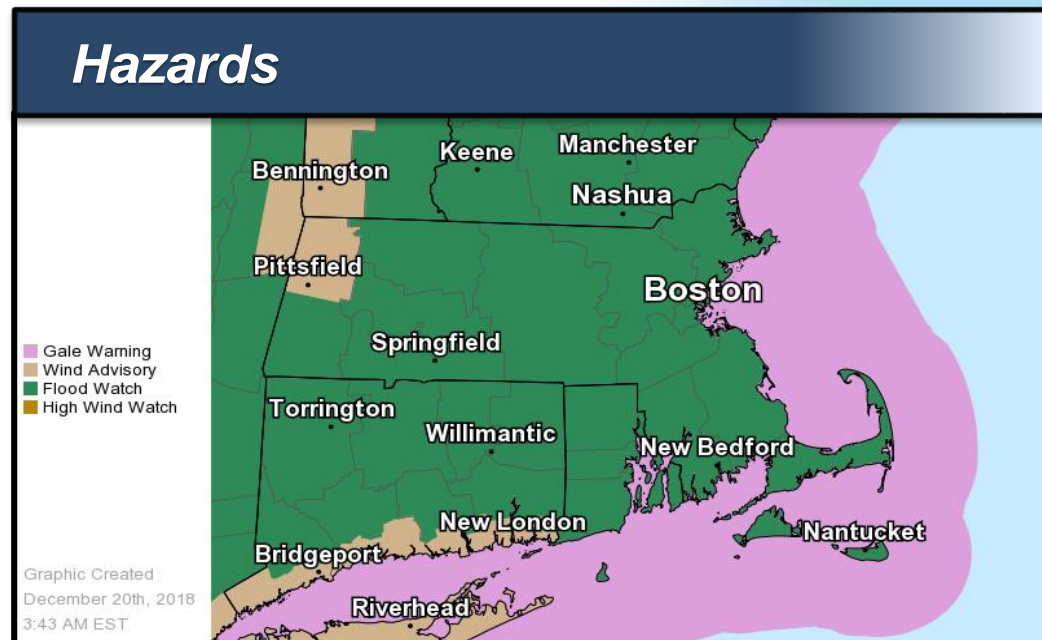 Hazards
Keene
Manchester
Bennington
Nashua
Pittsfield
Boston
Springfield
Gale Warning
Wind Advisory
Flood Watch
High Wind Watch
Torrington
Willimantic
New Bedford
New London
Nantucket
Bridgeport
Riverhead
Graphic Created
December 20th, 2018
3:43 AM EST